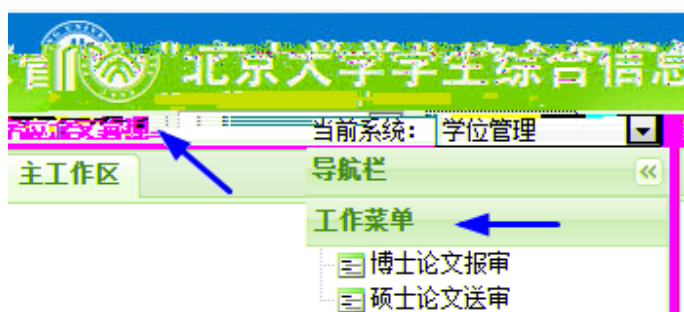 北京大学学生综合信息
当前系统： 学位管理
主工作区
导航栏
工作菜单
博士论文报审
硕士论文送审